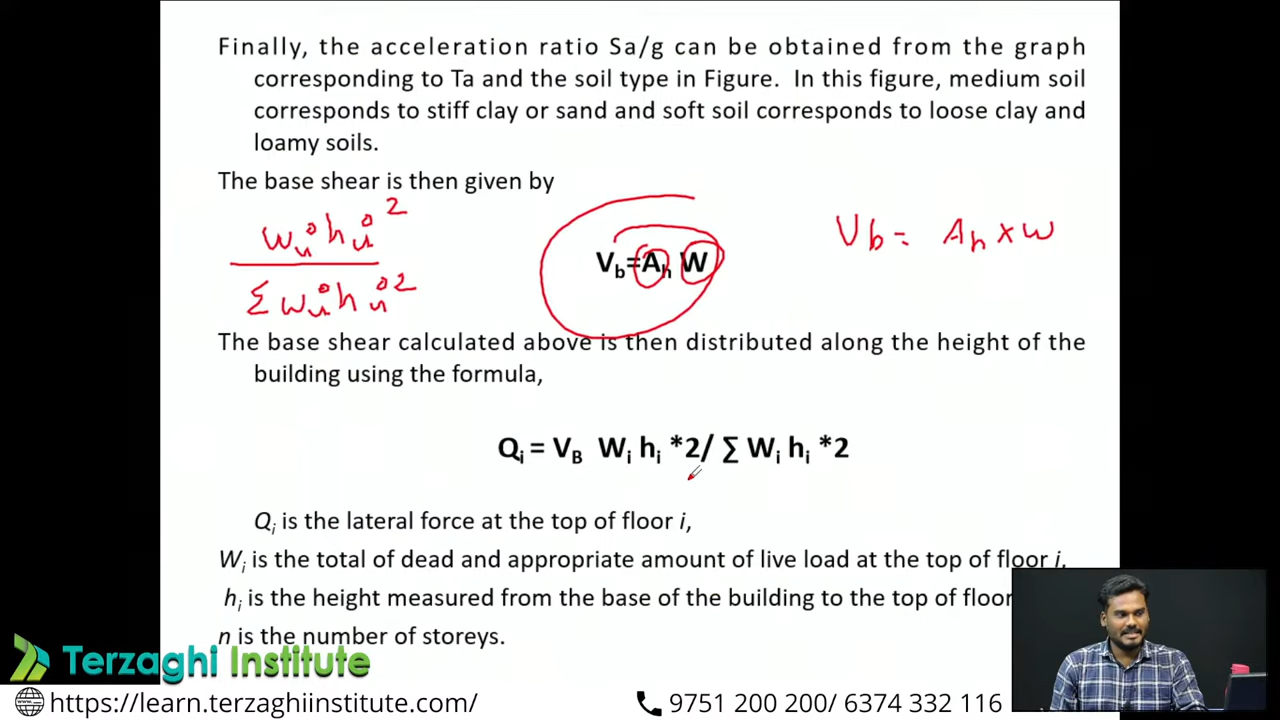 Finally, the acceleration ratio Sa/g can be obtained from the graph
corresponding to Ta and the soil type in Figure. In this figure, medium soil
corresponds to stiff clay or sand and soft soil corresponds to loose clay and
loamy soils.
The base shear is then given by
Wi hi²
Σ Wi hi²
Vb=Ah W
Vb = Ah x W
The base shear calculated above is then distributed along the height of the
building using the formula,
Qi = VB Wi hi *2/ ∑ Wi hi *2
Qi is the lateral force at the top of floor i,
Wi is the total of dead and appropriate amount of live load at the top of floor i,
hi is the height measured from the base of the building to the top of floor
n is the number of storeys.
Terzaghi Institute
https://learn.terzaghiinstitute.com/
9751 200 200/ 6374 332 116